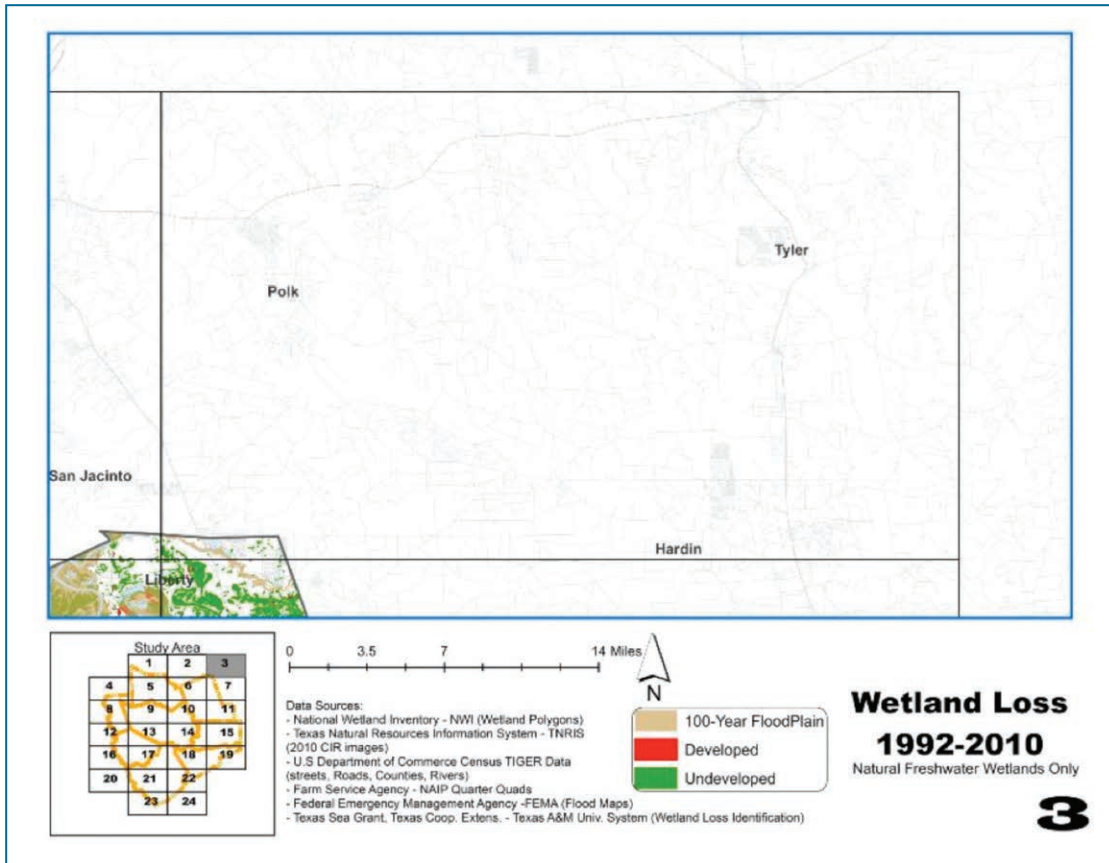 Tyler
Polk
San Jacinto
Hardin
Liberty
Study Area
1 2 3
4 5 6 7
8 9 10 11
12 13 14 15
16 17 18 19
20 21 22
23 24
0 3.5 7 14 Miles
N
Data Sources:
- National Wetland Inventory - NWI (Wetland Polygons)
- Texas Natural Resources Information System - TNRIS
(2010 CIR images)
- U.S Department of Commerce Census TIGER Data
(streets, Roads, Counties, Rivers)
- Farm Service Agency - NAIP Quarter Quads
- Federal Emergency Management Agency -FEMA (Flood Maps)
- Texas Sea Grant, Texas Coop. Extens. - Texas A&M Univ. System (Wetland Loss Identification)
100-Year FloodPlain
Developed
Undeveloped
Wetland Loss
1992-2010
Natural Freshwater Wetlands Only
3